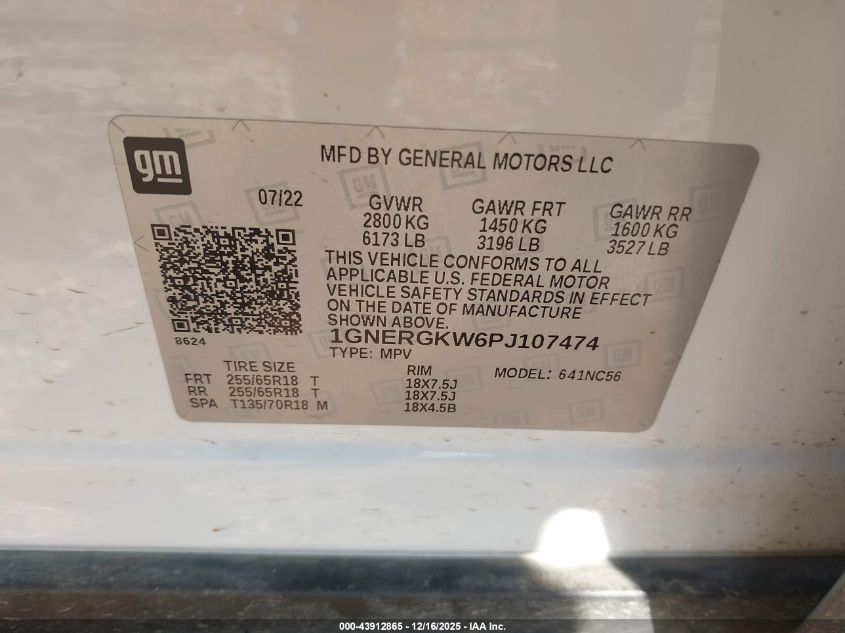 gm
MFD BY GENERAL MOTORS LLC
07/22
GVWR GAWR FRT GAWR RR
2800 KG 1450 KG 1600 KG
6173 LB 3196 LB 3527 LB
THIS VEHICLE CONFORMS TO ALL
APPLICABLE U.S. FEDERAL MOTOR
VEHICLE SAFETY STANDARDS IN EFFECT
ON THE DATE OF MANUFACTURE
SHOWN ABOVE.
8624
1GNERGKW6PJ107474
TYPE: MPV
TIRE SIZE RIM MODEL: 641NC56
FRT 255/65R18 T 18X7.5J
RR 255/65R18 T 18X7.5J
SPA T135/70R18 M 18X4.5B
000-43912865 - 12/16/2025 - IAA Inc.